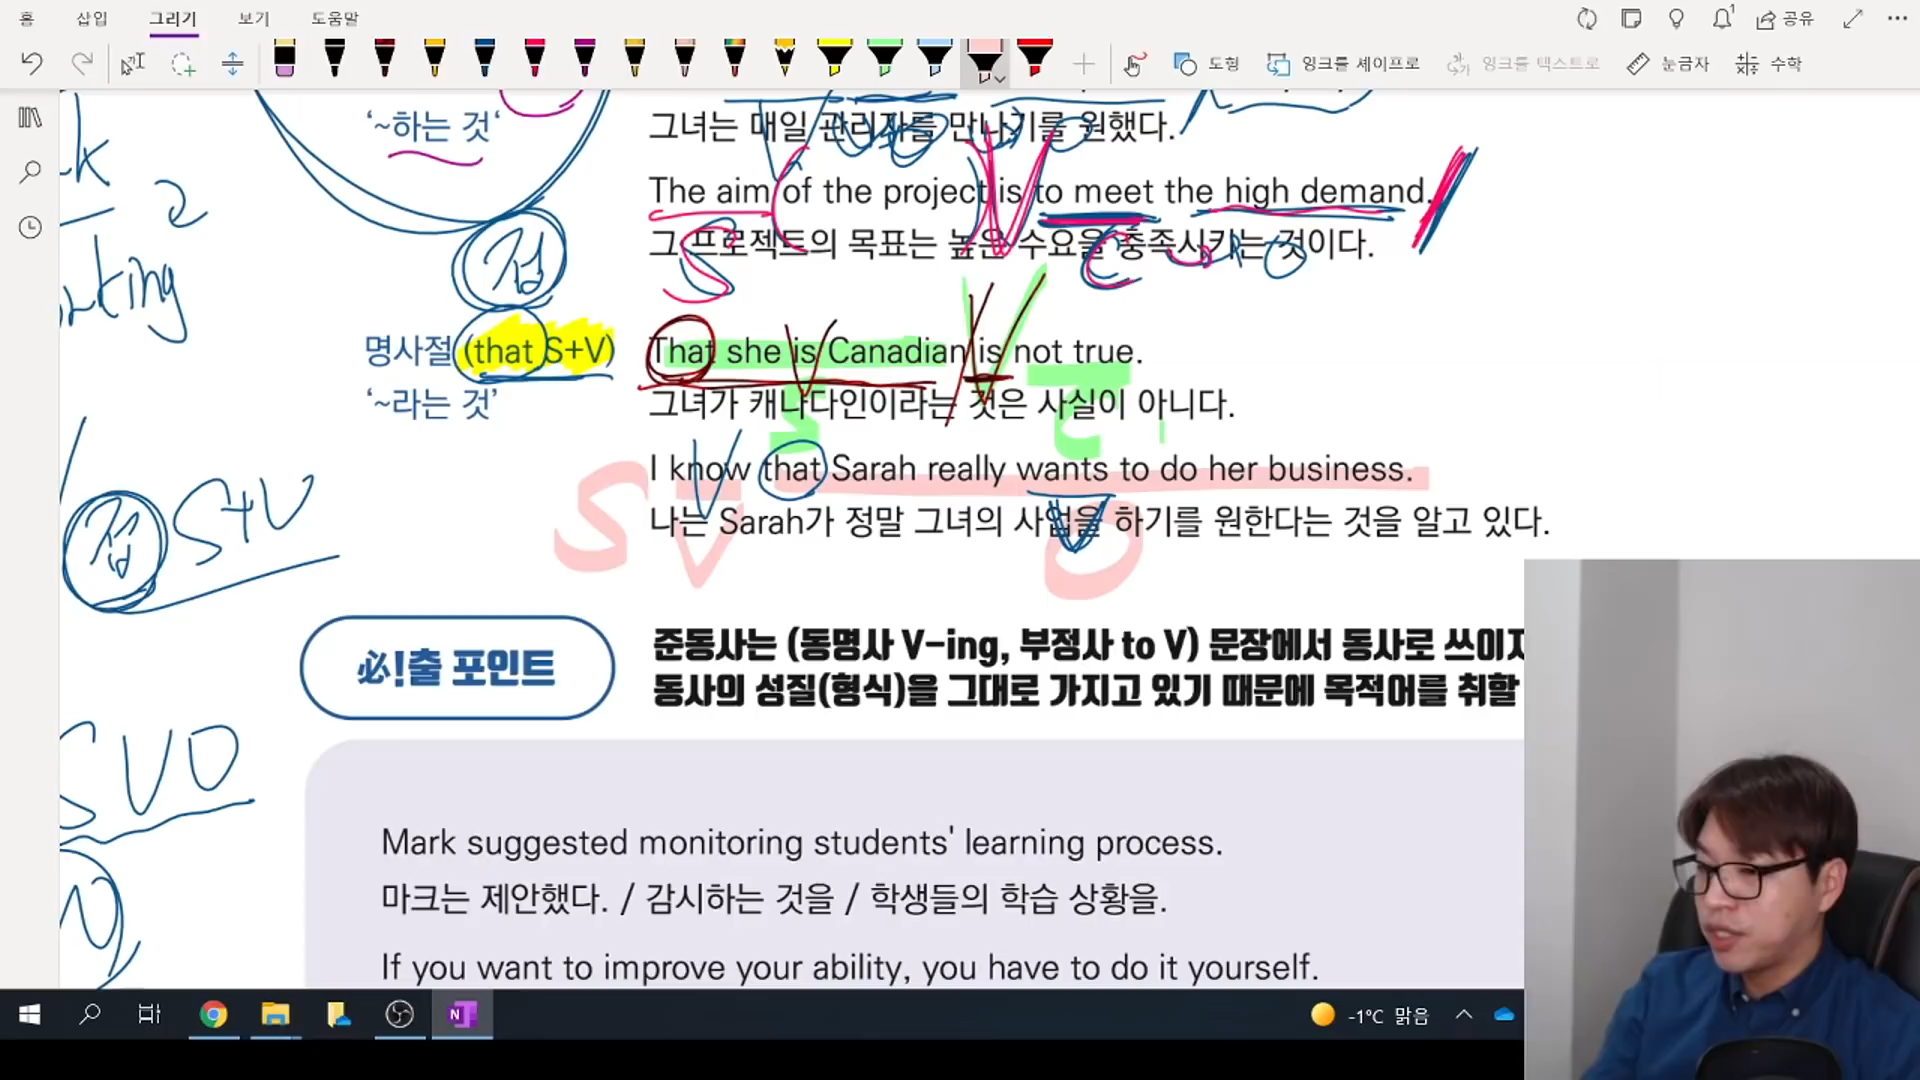 홈 삽입 그리기 보기 도움말 공유
도형 잉크를 셰이프로 잉크를 텍스트로 눈금자 수학
'~하는 것'
그녀는 매일 관리자를 만나기를 원했다.
The aim of the project is to meet the high demand.
그 프로젝트의 목표는 높은 수요을 충족시키는 것이다.
S V C
접
명사절 (that S+V) That she is Canadian is not true.
'~라는 것' 그녀가 캐나다인이라는 것은 사실이 아니다.
I know that Sarah really wants to do her business.
나는 Sarah가 정말 그녀의 사업을 하기를 원한다는 것을 알고 있다.
S V O
접 S+V
必!출 포인트
준동사는 (동명사 V-ing, 부정사 to V) 문장에서 동사로 쓰이지
동사의 성질(형식)을 그대로 가지고 있기 때문에 목적어를 취할
SVO
Mark suggested monitoring students' learning process.
마크는 제안했다. / 감시하는 것을 / 학생들의 학습 상황을.
If you want to improve your ability, you have to do it yourself.
-1°C 맑음